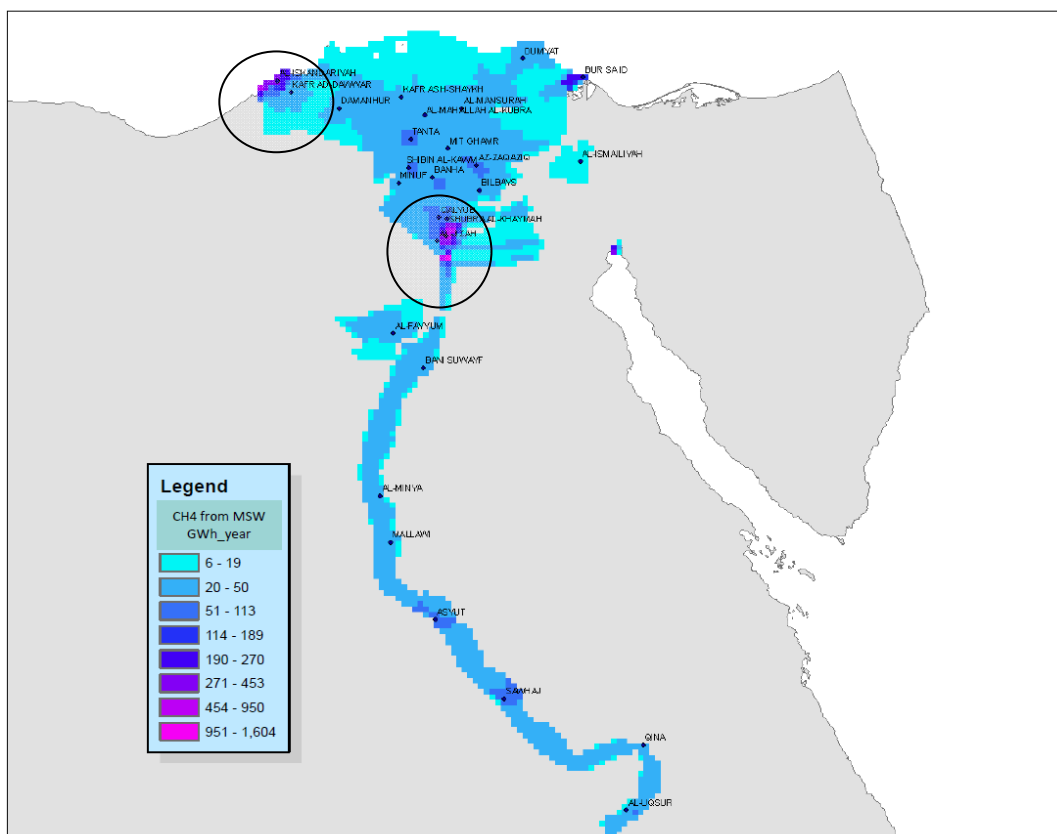 DUMYAT
BUR SAID
KAFR AD-DAWWAR
KAFR ASH-SHAYKH
DAMANHUR
AL-MANSURAH
AL-MAHALLAH AL-KUBRA
TANTA
MIT GHAMR
AL-ISMAILIYAH
SHIBIN AL-KAWM
AZ-ZAQAZIQ
BANHA
MINUF
BILBAYS
SHUBRA AL-KHAYMAH
AL-FAYYUM
BANI SUWAYF
AL-MINYA
MALLAWI
ASYUT
SAWHAJ
QINA
AL-UQSUR
Legend
CH4 from MSW
GWh_year
6 - 19
20 - 50
51 - 113
114 - 189
190 - 270
271 - 453
454 - 950
951 - 1,604